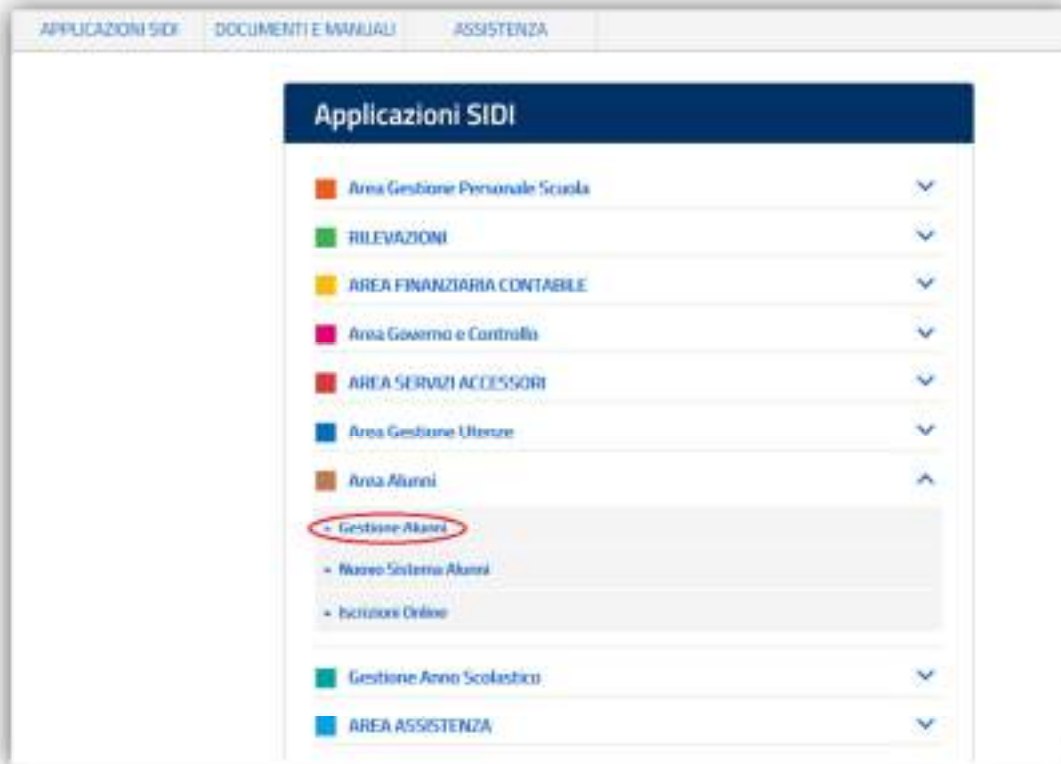 APPLICAZIONI SIDI DOCUMENTI E MANUALI ASSISTENZA
Applicazioni SIDI
Area Gestione Personale Scuola
RILEVAZIONI
AREA FINANZIARIA CONTABILE
Area Governo e Controllo
AREA SERVIZI ACCESSORI
Area Gestione Utenze
Area Alunni
Gestione Alunni
Nuovo Sistema Alunni
Iscrizioni Online
Gestione Anno Scolastico
AREA ASSISTENZA